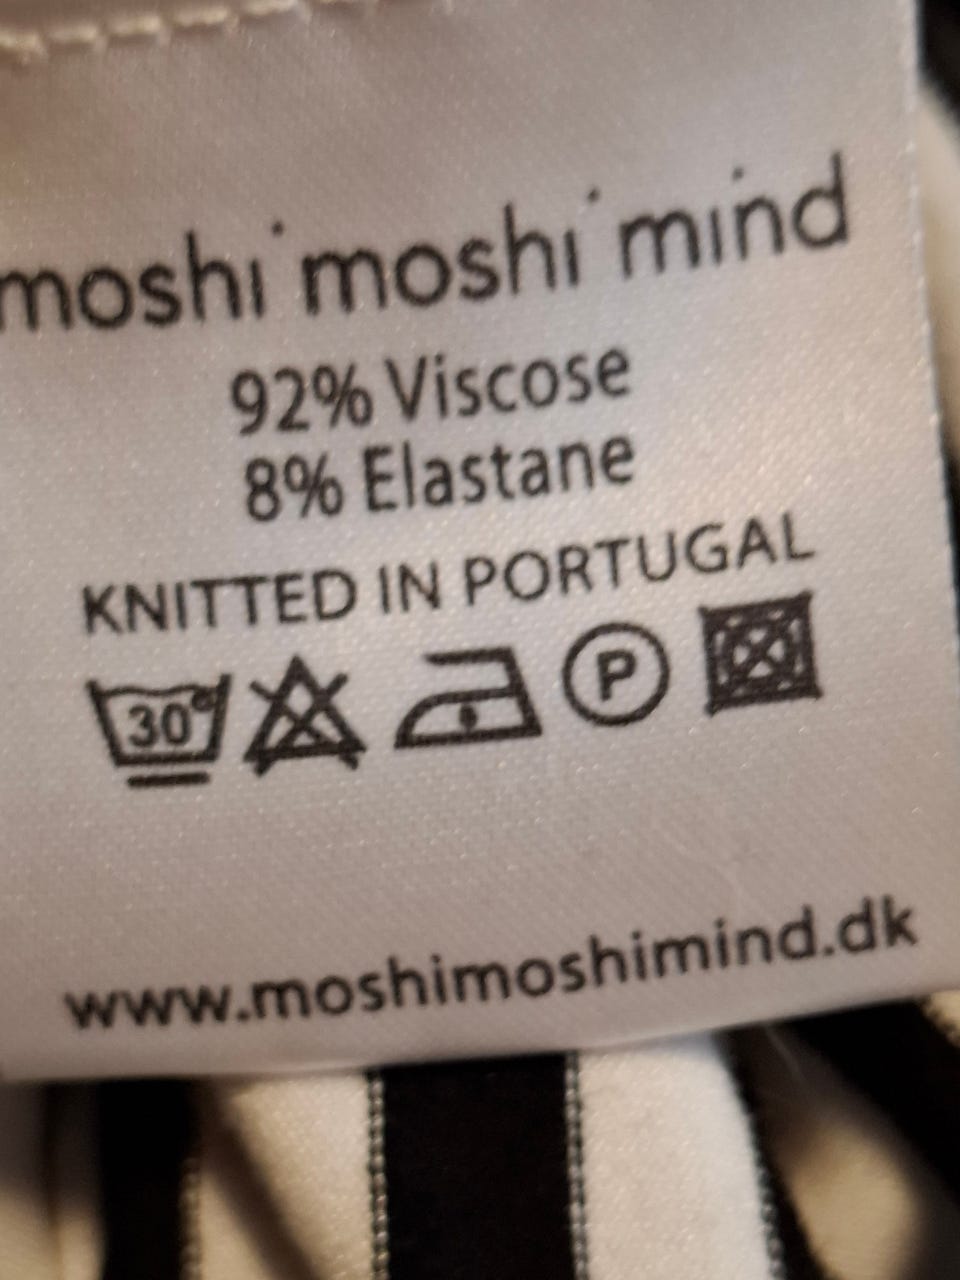 moshi moshi mind
92% Viscose
8% Elastane
KNITTED IN PORTUGAL
30° P
www.moshimoshimind.dk